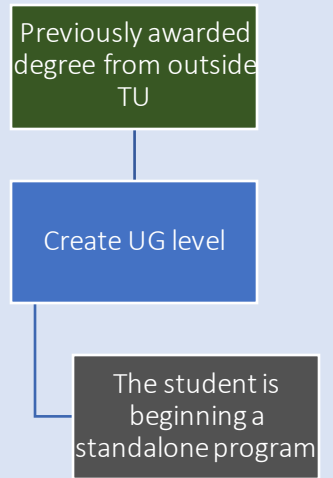 Previously awarded
degree from outside
TU
Create UG level
The student is
beginning a
standalone program